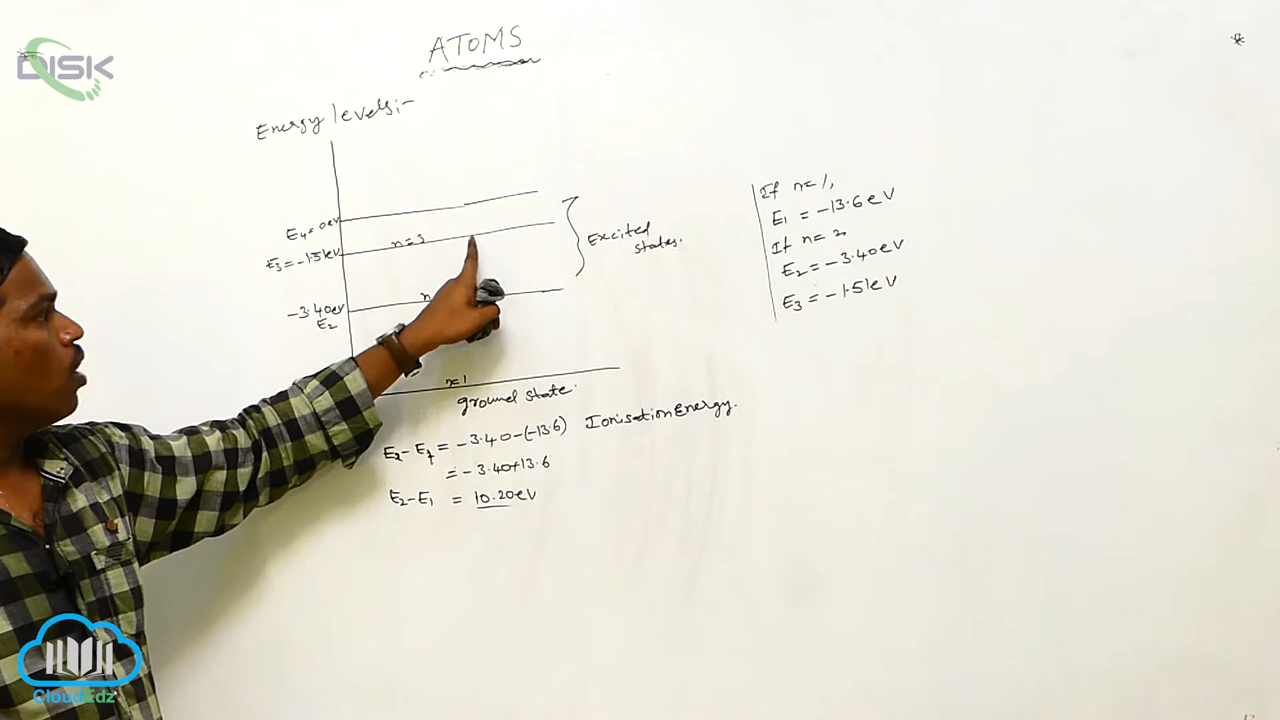 DISK
ATOMS
Energy levels:-
E4=0ev
E3=-1.51ev
n=3
-3.40ev
E2
n
n=1
ground state.
Excited
states.
E2-E1 = -3.40-(-13.6) Ionisation Energy.
= -3.40+13.6
E2-E1 = 10.20eV
If n=1,
E1 = -13.6eV
If n=2
E2=-3.40eV
E3=-1.51eV
CloudEdz